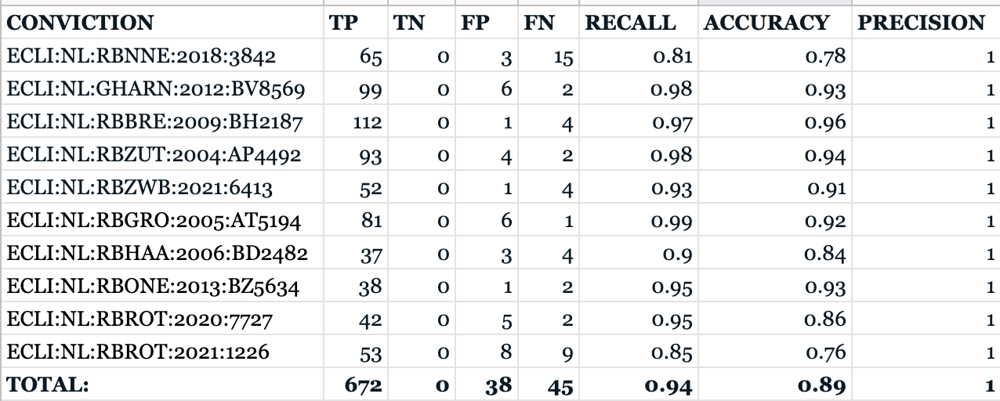 CONVICTION TP TN FP FN RECALL ACCURACY PRECISION
ECLI:NL:RBNNE:2018:3842 65 0 3 15 0.81 0.78 1
ECLI:NL:GHARN:2012:BV8569 99 0 6 2 0.98 0.93 1
ECLI:NL:RBBRE:2009:BH2187 112 0 1 4 0.97 0.96 1
ECLI:NL:RBZUT:2004:AP4492 93 0 4 2 0.98 0.94 1
ECLI:NL:RBZWB:2021:6413 52 0 1 4 0.93 0.91 1
ECLI:NL:RBGRO:2005:AT5194 81 0 6 1 0.99 0.92 1
ECLI:NL:RBHAA:2006:BD2482 37 0 3 4 0.9 0.84 1
ECLI:NL:RBONE:2013:BZ5634 38 0 1 2 0.95 0.93 1
ECLI:NL:RBROT:2020:7727 42 0 5 2 0.95 0.86 1
ECLI:NL:RBROT:2021:1226 53 0 8 9 0.85 0.76 1
TOTAL: 672 0 38 45 0.94 0.89 1